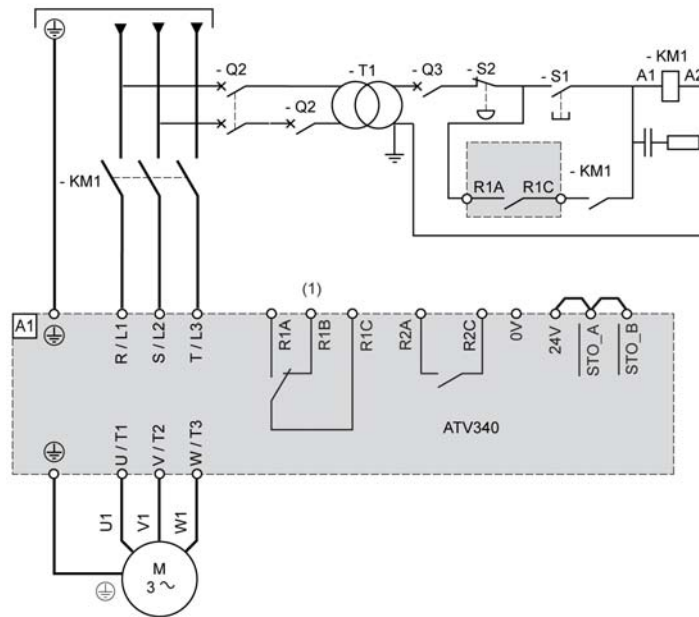 - Q2
- T1
- Q3
- S2
- S1
- KM1
A1
A2
- Q2
- KM1
R1A
R1C
- KM1
(1)
A1
R / L1
S / L2
T / L3
R1A
R1B
R1C
R2A
R2C
0V
24V
STO_A
STO_B
ATV340
U / T1
V / T2
W / T3
U1
V1
W1
M
3 ~